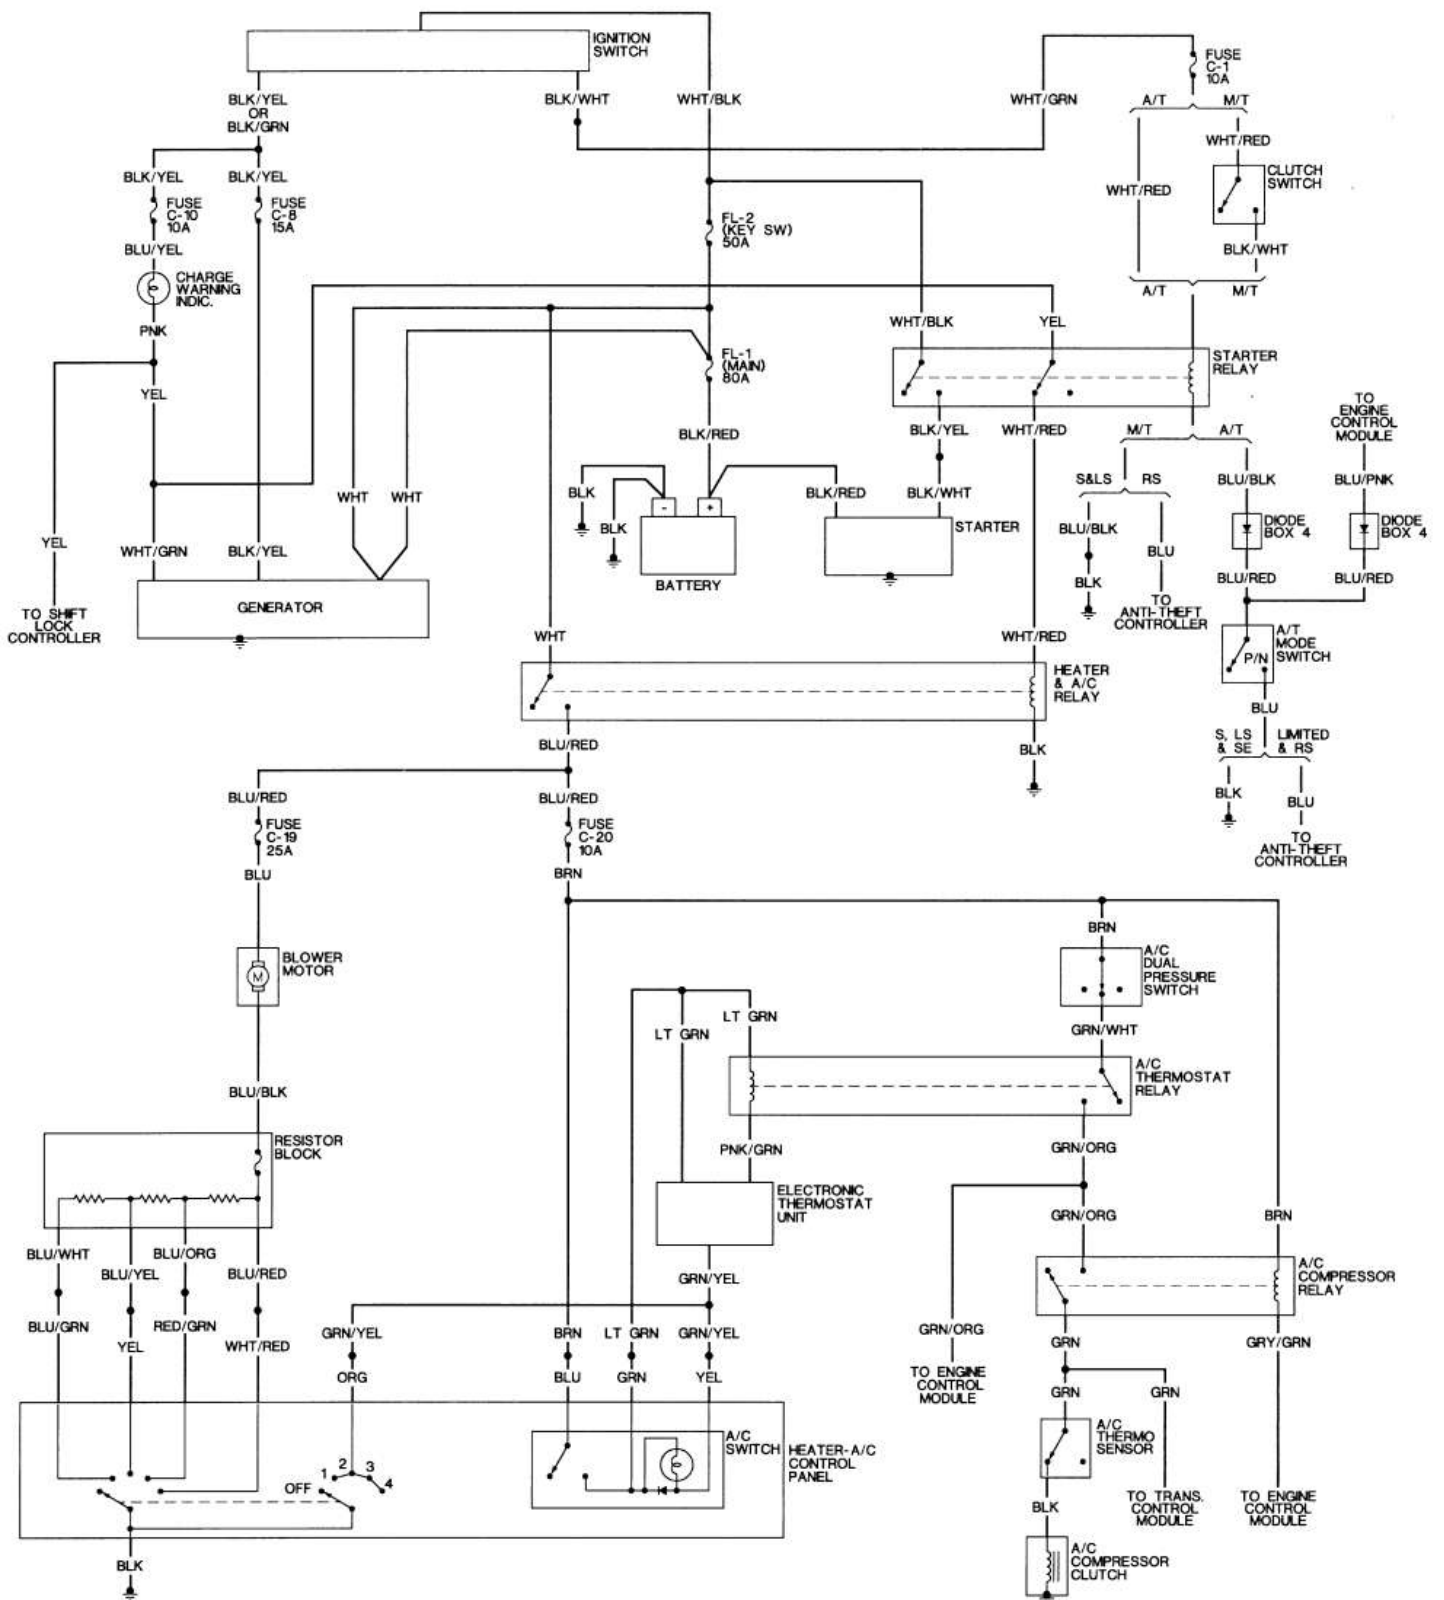 IGNITION
SWITCH
BLK/YEL
OR
BLK/GRN
BLK/WHT
WHT/BLK
WHT/GRN
FUSE
C-1
10A
A/T
M/T
WHT/RED
WHT/RED
CLUTCH
SWITCH
BLK/WHT
A/T
M/T
BLK/YEL
BLK/YEL
FUSE
C-10
10A
FUSE
C-8
15A
BLU/YEL
CHARGE
WARNING
INDIC.
PNK
YEL
FL-2
(KEY SW)
50A
WHT/BLK
YEL
FL-1
(MAIN)
80A
STARTER
RELAY
BLK/RED
BLK/YEL
WHT/RED
M/T
A/T
TO
ENGINE
CONTROL
MODULE
WHT
WHT
BLK
BLK
-
+
BLK/RED
BLK/WHT
STARTER
S&LS
RS
BLU/BLK
BLU/PNK
BLU/BLK
BLU
DIODE
BOX 4
DIODE
BOX 4
YEL
WHT/GRN
BLK/YEL
BATTERY
BLK
BLU/RED
BLU/RED
TO SHIFT
LOCK
CONTROLLER
GENERATOR
TO
ANTI-THEFT
CONTROLLER
WHT
WHT/RED
A/T
MODE
SWITCH
P/N
HEATER
& A/C
RELAY
BLU
BLU/RED
BLK
S, LS
& SE
LIMITED
& RS
BLU/RED
BLU/RED
BLK
BLU
FUSE
C-19
25A
FUSE
C-20
10A
TO
ANTI-THEFT
CONTROLLER
BLU
BRN
BLOWER
MOTOR
M
BRN
A/C
DUAL
PRESSURE
SWITCH
LT GRN
LT GRN
GRN/WHT
A/C
THERMOSTAT
RELAY
BLU/BLK
PNK/GRN
GRN/ORG
RESISTOR
BLOCK
ELECTRONIC
THERMOSTAT
UNIT
GRN/ORG
BRN
BLU/WHT
BLU/YEL
BLU/ORG
BLU/RED
GRN/YEL
A/C
COMPRESSOR
RELAY
BLU/GRN
YEL
RED/GRN
WHT/RED
GRN/YEL
BRN
LT GRN
GRN/YEL
GRN/ORG
GRN
GRY/GRN
ORG
BLU
GRN
YEL
TO ENGINE
CONTROL
MODULE
GRN
GRN
A/C
SWITCH
HEATER-A/C
CONTROL
PANEL
A/C
THERMO
SENSOR
OFF
1
2
3
4
BLK
TO TRANS.
CONTROL
MODULE
TO ENGINE
CONTROL
MODULE
BLK
A/C
COMPRESSOR
CLUTCH